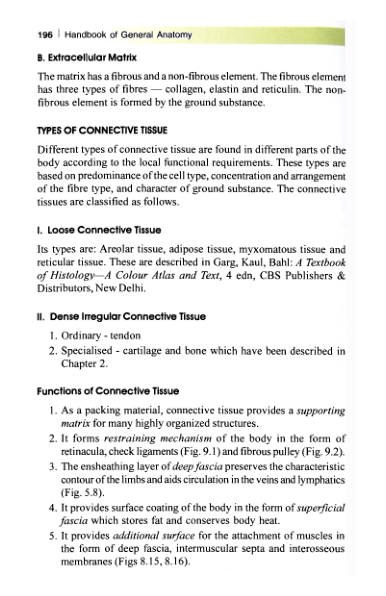 196 | Handbook of General Anatomy
B. Extracellular Matrix
The matrix has a fibrous and a non-fibrous element. The fibrous element
has three types of fibres — collagen, elastin and reticulin. The non-
fibrous element is formed by the ground substance.
TYPES OF CONNECTIVE TISSUE
Different types of connective tissue are found in different parts of the
body according to the local functional requirements. These types are
based on predominance of the cell type, concentration and arrangement
of the fibre type, and character of ground substance. The connective
tissues are classified as follows.
I. Loose Connective Tissue
Its types are: Areolar tissue, adipose tissue, myxomatous tissue and
reticular tissue. These are described in Garg, Kaul, Bahl: A Textbook
of Histology—A Colour Atlas and Text, 4 edn, CBS Publishers &
Distributors, New Delhi.
II. Dense Irregular Connective Tissue
1. Ordinary - tendon
2. Specialised - cartilage and bone which have been described in
Chapter 2.
Functions of Connective Tissue
1. As a packing material, connective tissue provides a supporting
matrix for many highly organized structures.
2. It forms restraining mechanism of the body in the form of
retinacula, check ligaments (Fig. 9.1) and fibrous pulley (Fig. 9.2).
3. The ensheathing layer of deep fascia preserves the characteristic
contour of the limbs and aids circulation in the veins and lymphatics
(Fig. 5.8).
4. It provides surface coating of the body in the form of superficial
fascia which stores fat and conserves body heat.
5. It provides additional surface for the attachment of muscles in
the form of deep fascia, intermuscular septa and interosseous
membranes (Figs 8.15, 8.16).